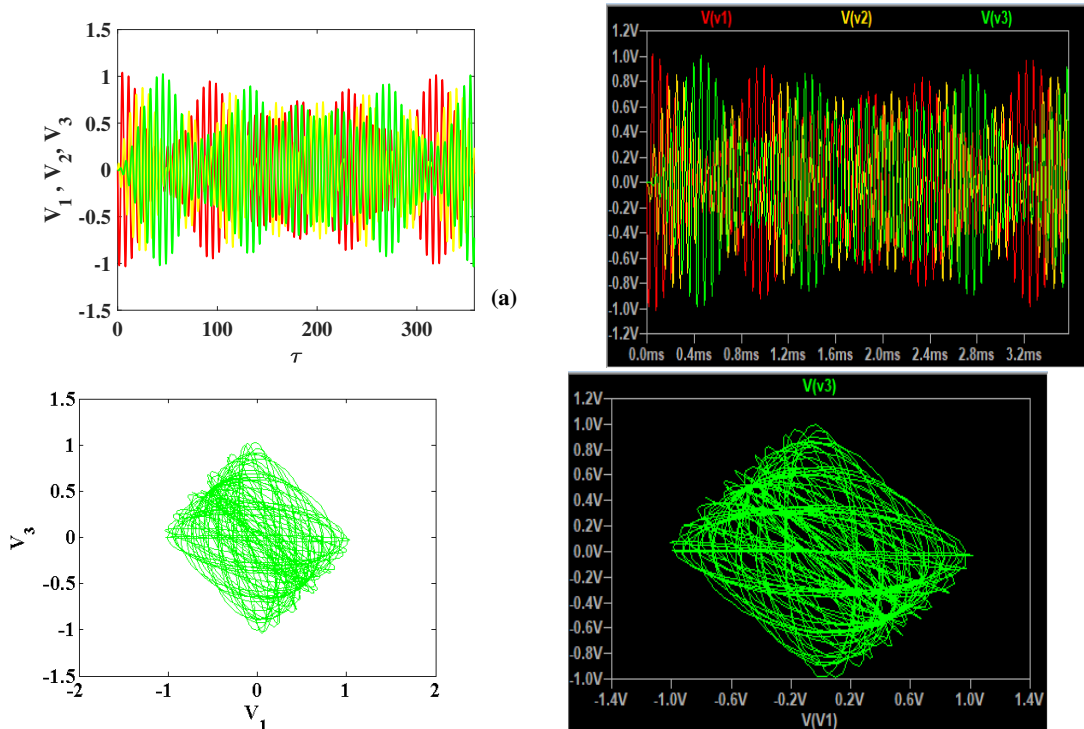 1.5
1
0.5
0
-0.5
-1
-1.5
V1, V2, V3
0
100
200
300
τ
(a)
V(v1) V(v2) V(v3)
1.2V
1.0V
0.8V
0.6V
0.4V
0.2V
0.0V
-0.2V
-0.4V
-0.6V
-0.8V
-1.0V
-1.2V
0.0ms 0.4ms 0.8ms 1.2ms 1.6ms 2.0ms 2.4ms 2.8ms 3.2ms
1.5
1
0.5
0
-0.5
-1
-1.5
V3
-2 -1 0 1 2
V1
V(v3)
1.2V
1.0V
0.8V
0.6V
0.4V
0.2V
0.0V
-0.2V
-0.4V
-0.6V
-0.8V
-1.0V
-1.4V -1.0V -0.6V -0.2V 0.2V 0.6V 1.0V 1.4V
V(V1)